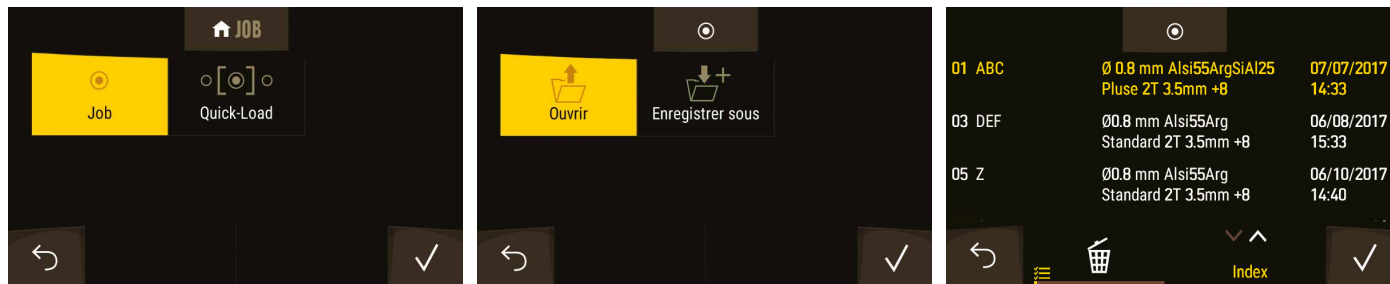 JOB
Job
Quick-Load
Ouvrir
Enregistrer sous
01 ABC Ø 0.8 mm Alsi55ArgSiAl25 07/07/2017
Pluse 2T 3.5mm +8 14:33
03 DEF Ø0.8 mm Alsi55Arg 06/08/2017
Standard 2T 3.5mm +8 15:33
05 Z Ø0.8 mm Alsi55Arg 06/10/2017
Standard 2T 3.5mm +8 14:40
Index